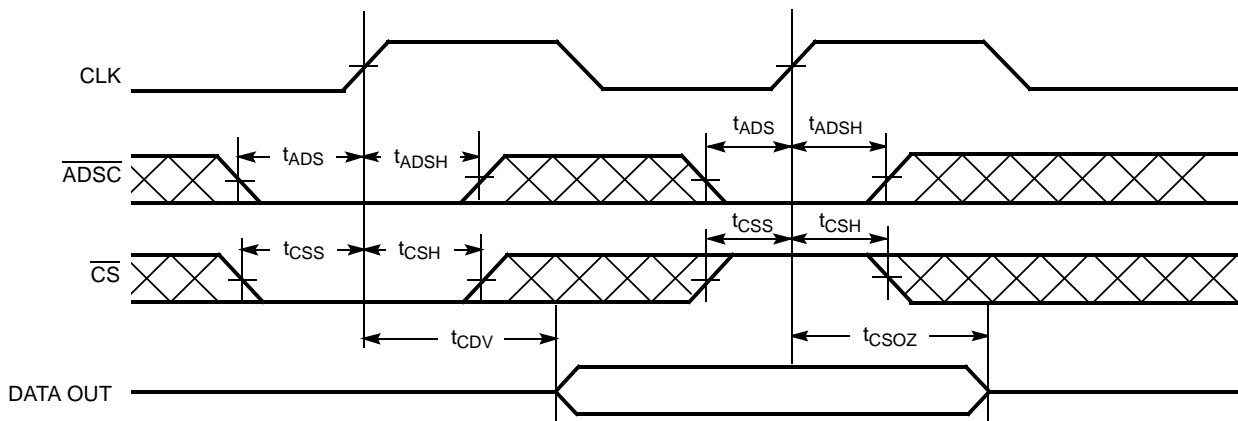 CLK
tADS tADSH tADS tADSH
ADSC
tCSS tCSH tCSS tCSH
CS
tCDV tCSOZ
DATA OUT